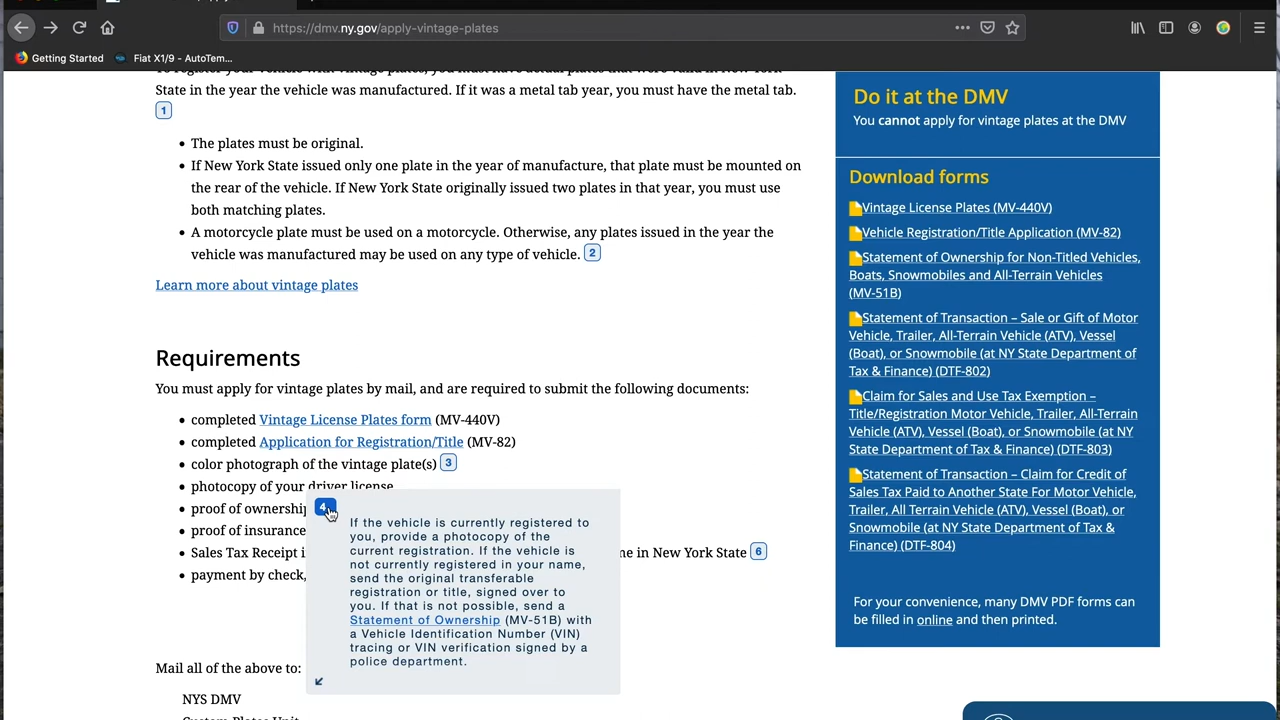 https://dmv.ny.gov/apply-vintage-plates
Getting Started
Fiat X1/9 - AutoTem...
State in the year the vehicle was manufactured. If it was a metal tab year, you must have the metal tab.
1
• The plates must be original.
• If New York State issued only one plate in the year of manufacture, that plate must be mounted on
the rear of the vehicle. If New York State originally issued two plates in that year, you must use
both matching plates.
• A motorcycle plate must be used on a motorcycle. Otherwise, any plates issued in the year the
vehicle was manufactured may be used on any type of vehicle. 2
Learn more about vintage plates
Requirements
You must apply for vintage plates by mail, and are required to submit the following documents:
• completed Vintage License Plates form (MV-440V)
• completed Application for Registration/Title (MV-82)
• color photograph of the vintage plate(s) 3
• photocopy of your driver license
• proof of ownership
• proof of insurance
• Sales Tax Receipt i
me in New York State 6
• payment by check,
4
If the vehicle is currently registered to
you, provide a photocopy of the
current registration. If the vehicle is
not currently registered in your name,
send the original transferable
registration or title, signed over to
you. If that is not possible, send a
Statement of Ownership (MV-51B) with
a Vehicle Identification Number (VIN)
tracing or VIN verification signed by a
police department.
Mail all of the above to:
NYS DMV
Do it at the DMV
You cannot apply for vintage plates at the DMV
Download forms
Vintage License Plates (MV-440V)
Vehicle Registration/Title Application (MV-82)
Statement of Ownership for Non-Titled Vehicles,
Boats, Snowmobiles and All-Terrain Vehicles
(MV-51B)
Statement of Transaction – Sale or Gift of Motor
Vehicle, Trailer, All-Terrain Vehicle (ATV), Vessel
(Boat), or Snowmobile (at NY State Department of
Tax & Finance) (DTF-802)
Claim for Sales and Use Tax Exemption –
Title/Registration Motor Vehicle, Trailer, All-Terrain
Vehicle (ATV), Vessel (Boat), or Snowmobile (at NY
State Department of Tax & Finance) (DTF-803)
Statement of Transaction – Claim for Credit of
Sales Tax Paid to Another State For Motor Vehicle,
Trailer, All Terrain Vehicle (ATV), Vessel (Boat), or
Snowmobile (at NY State Department of Tax &
Finance) (DTF-804)
For your convenience, many DMV PDF forms can
be filled in online and then printed.